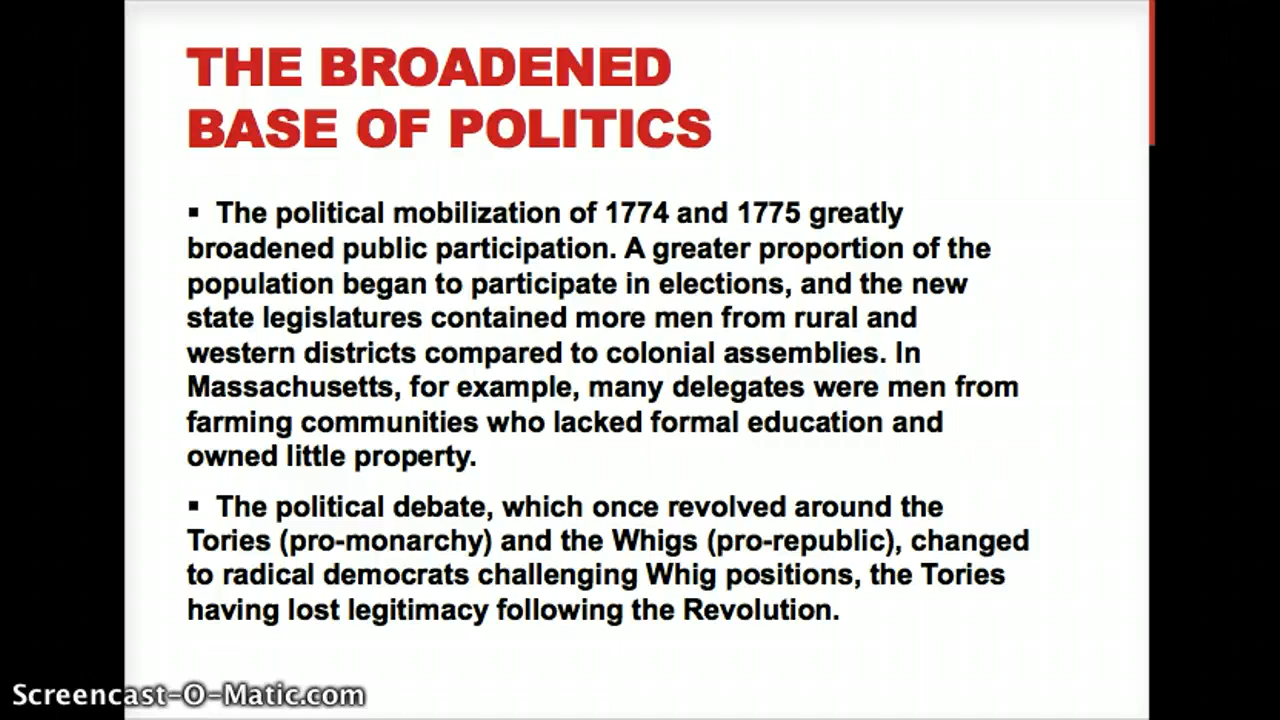 THE BROADENED
BASE OF POLITICS
▪ The political mobilization of 1774 and 1775 greatly
broadened public participation. A greater proportion of the
population began to participate in elections, and the new
state legislatures contained more men from rural and
western districts compared to colonial assemblies. In
Massachusetts, for example, many delegates were men from
farming communities who lacked formal education and
owned little property.
▪ The political debate, which once revolved around the
Tories (pro-monarchy) and the Whigs (pro-republic), changed
to radical democrats challenging Whig positions, the Tories
having lost legitimacy following the Revolution.
Screencast-O-Matic.com